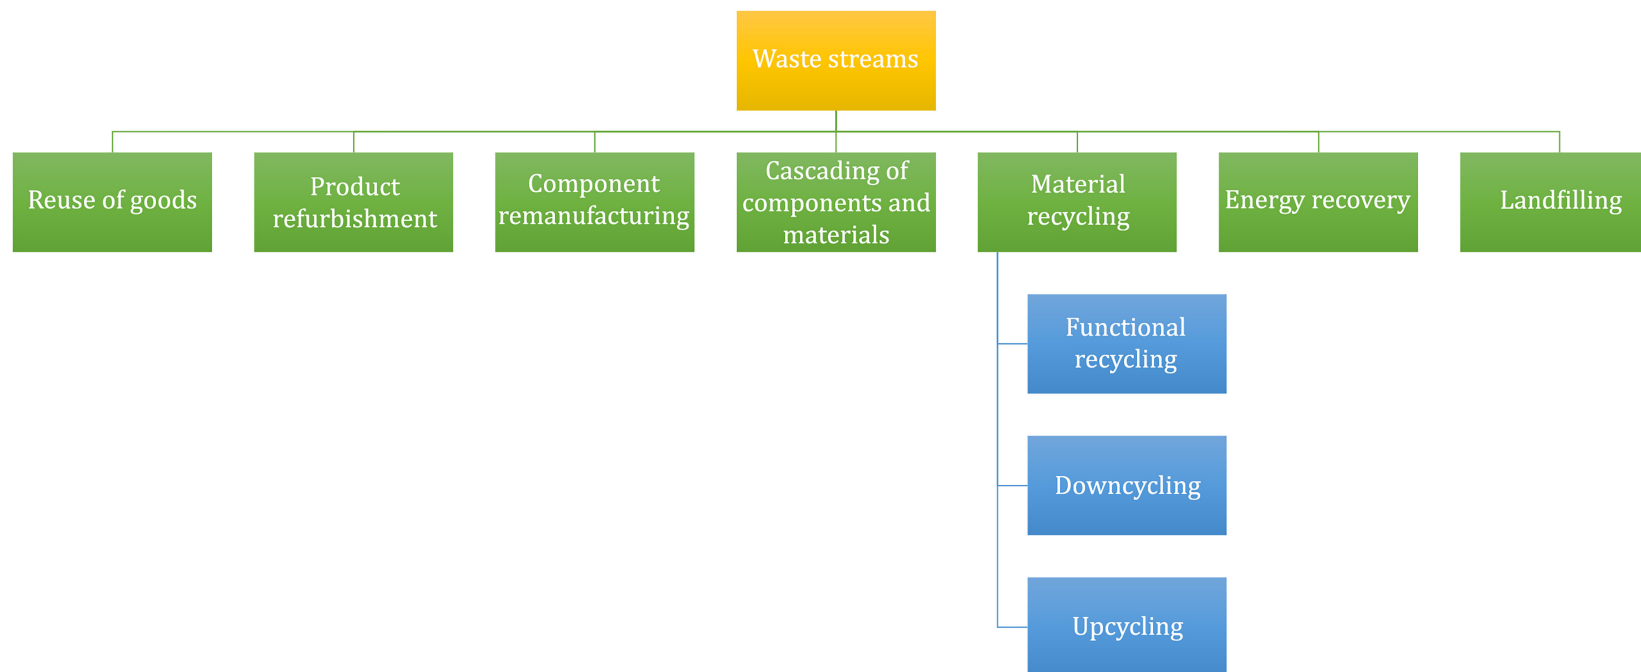 Waste streams
Reuse of goods
Product
refurbishment
Component
remanufacturing
Cascading of
components and
materials
Material
recycling
Energy recovery
Landfilling
Functional
recycling
Downcycling
Upcycling